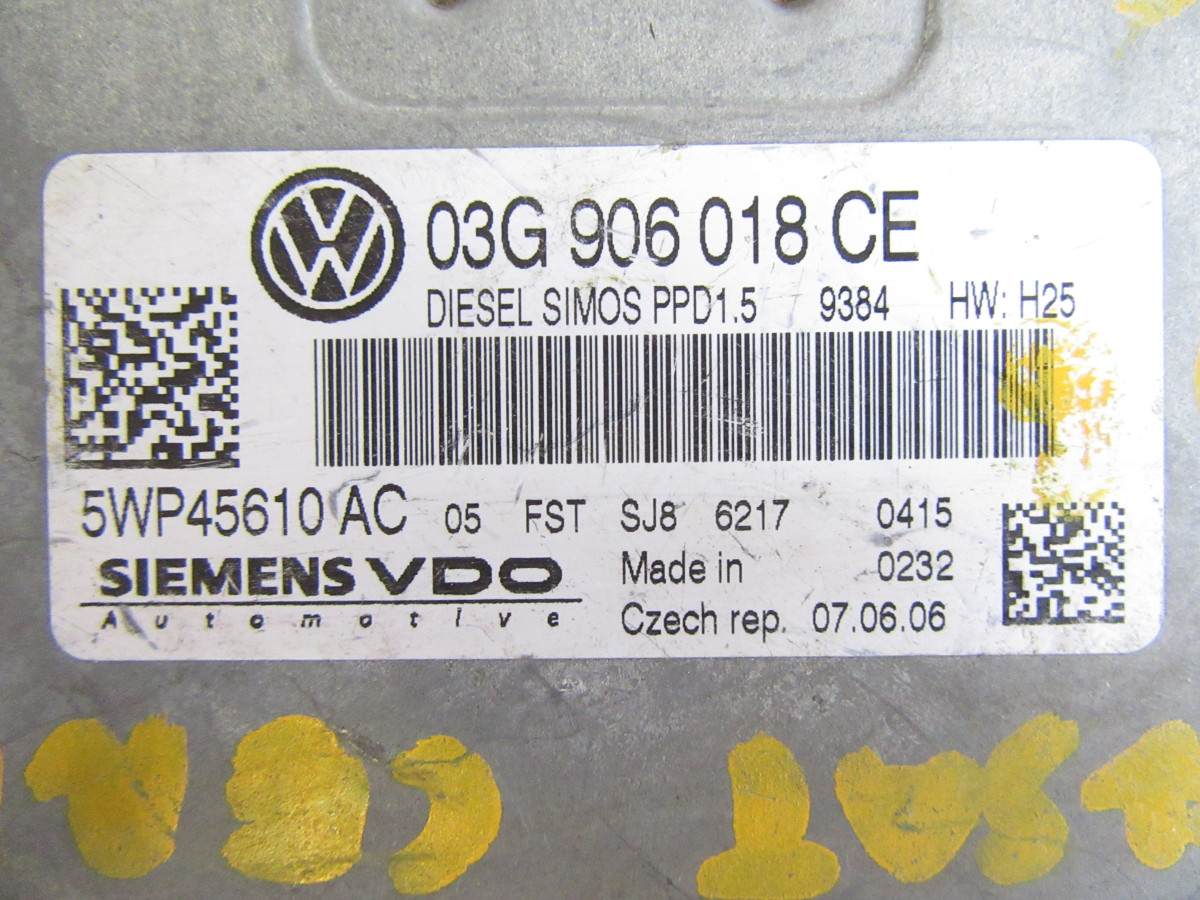 03G 906 018 CE
DIESEL SIMOS PPD1.5 9384 HW: H25
5WP45610 AC 05 FST SJ8 6217 0415
SIEMENS VDO Made in 0232
Automotive Czech rep. 07.06.06